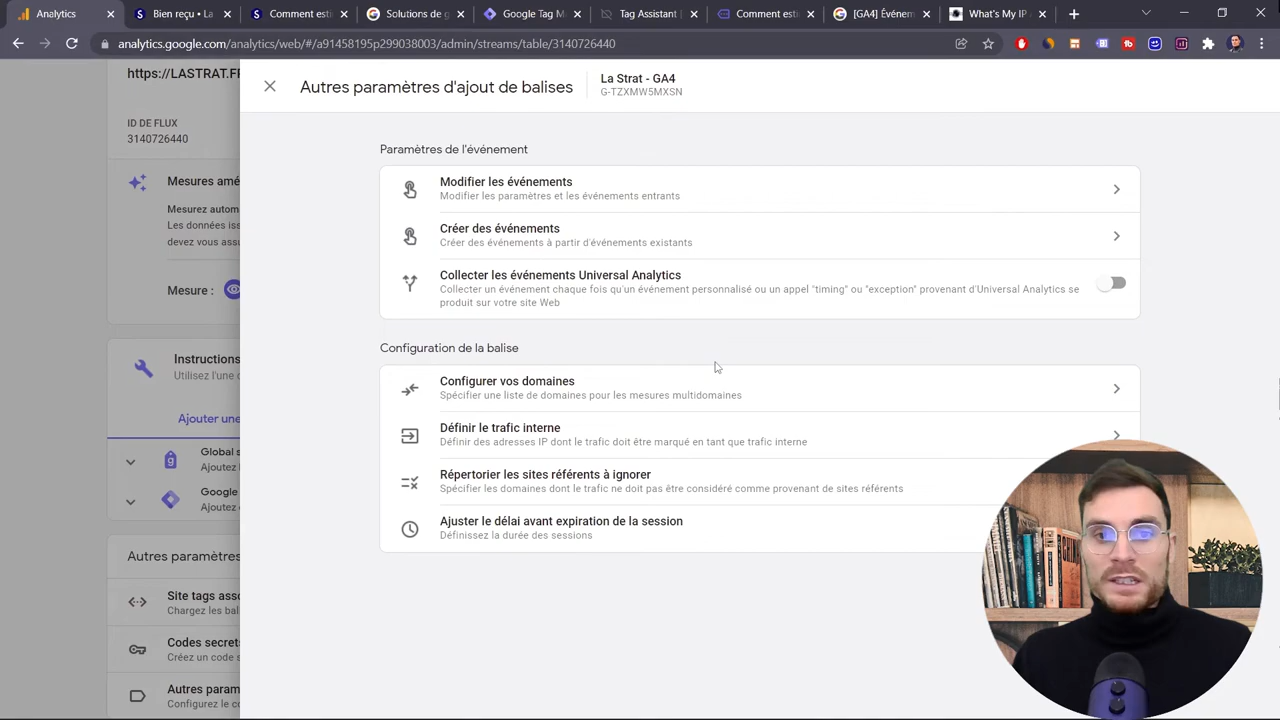 Analytics
Bien reçu • La
Comment est
Solutions de g
Google Tag M
Tag Assistant
Comment est
[GA4] Événem
What's My IP
analytics.google.com/analytics/web/#/a91458195p299038003/admin/streams/table/3140726440
https://LASTRAT.FR
ID DE FLUX
3140726440
Mesures amé
Mesurez autom
Les données iss
devez vous assu
Mesure :
Instructions
Utilisez l'une d
Ajouter une
Global s
Ajoutez l
Google
Ajoutez
Autres paramètres
Site tags asso
Chargez les bali
Codes secrets
Créez un code s
Autres param
Configurez le co
Autres paramètres d'ajout de balises
La Strat - GA4
G-TZXMW5MXSN
Paramètres de l'événement
Modifier les événements
Modifier les paramètres et les événements entrants
Créer des événements
Créer des événements à partir d'événements existants
Collecter les événements Universal Analytics
Collecter un événement chaque fois qu'un événement personnalisé ou un appel "timing" ou "exception" provenant d'Universal Analytics se
produit sur votre site Web
Configuration de la balise
Configurer vos domaines
Spécifier une liste de domaines pour les mesures multidomaines
Définir le trafic interne
Définir des adresses IP dont le trafic doit être marqué en tant que trafic interne
Répertorier les sites référents à ignorer
Spécifier les domaines dont le trafic ne doit pas être considéré comme provenant de sites référents
Ajuster le délai avant expiration de la session
Définissez la durée des sessions